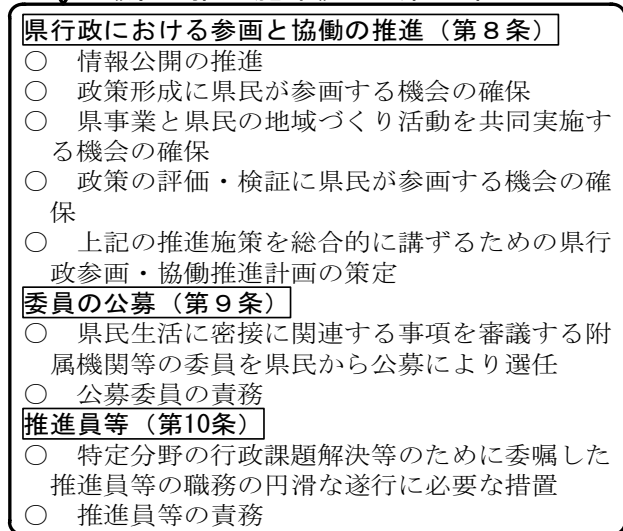 県行政における参画と協働の推進（第８条）
○　情報公開の推進
○　政策形成に県民が参画する機会の確保
○　県事業と県民の地域づくり活動を共同実施す
る機会の確保
○　政策の評価・検証に県民が参画する機会の確
保
○　上記の推進施策を総合的に講ずるための県行
政参画・協働推進計画の策定
委員の公募（第９条）
○　県民生活に密接に関連する事項を審議する附
属機関等の委員を県民から公募により選任
○　公募委員の責務
推進員等（第10条）
○　特定分野の行政課題解決等のために委嘱した
推進員等の職務の円滑な遂行に必要な措置
○　推進員等の責務